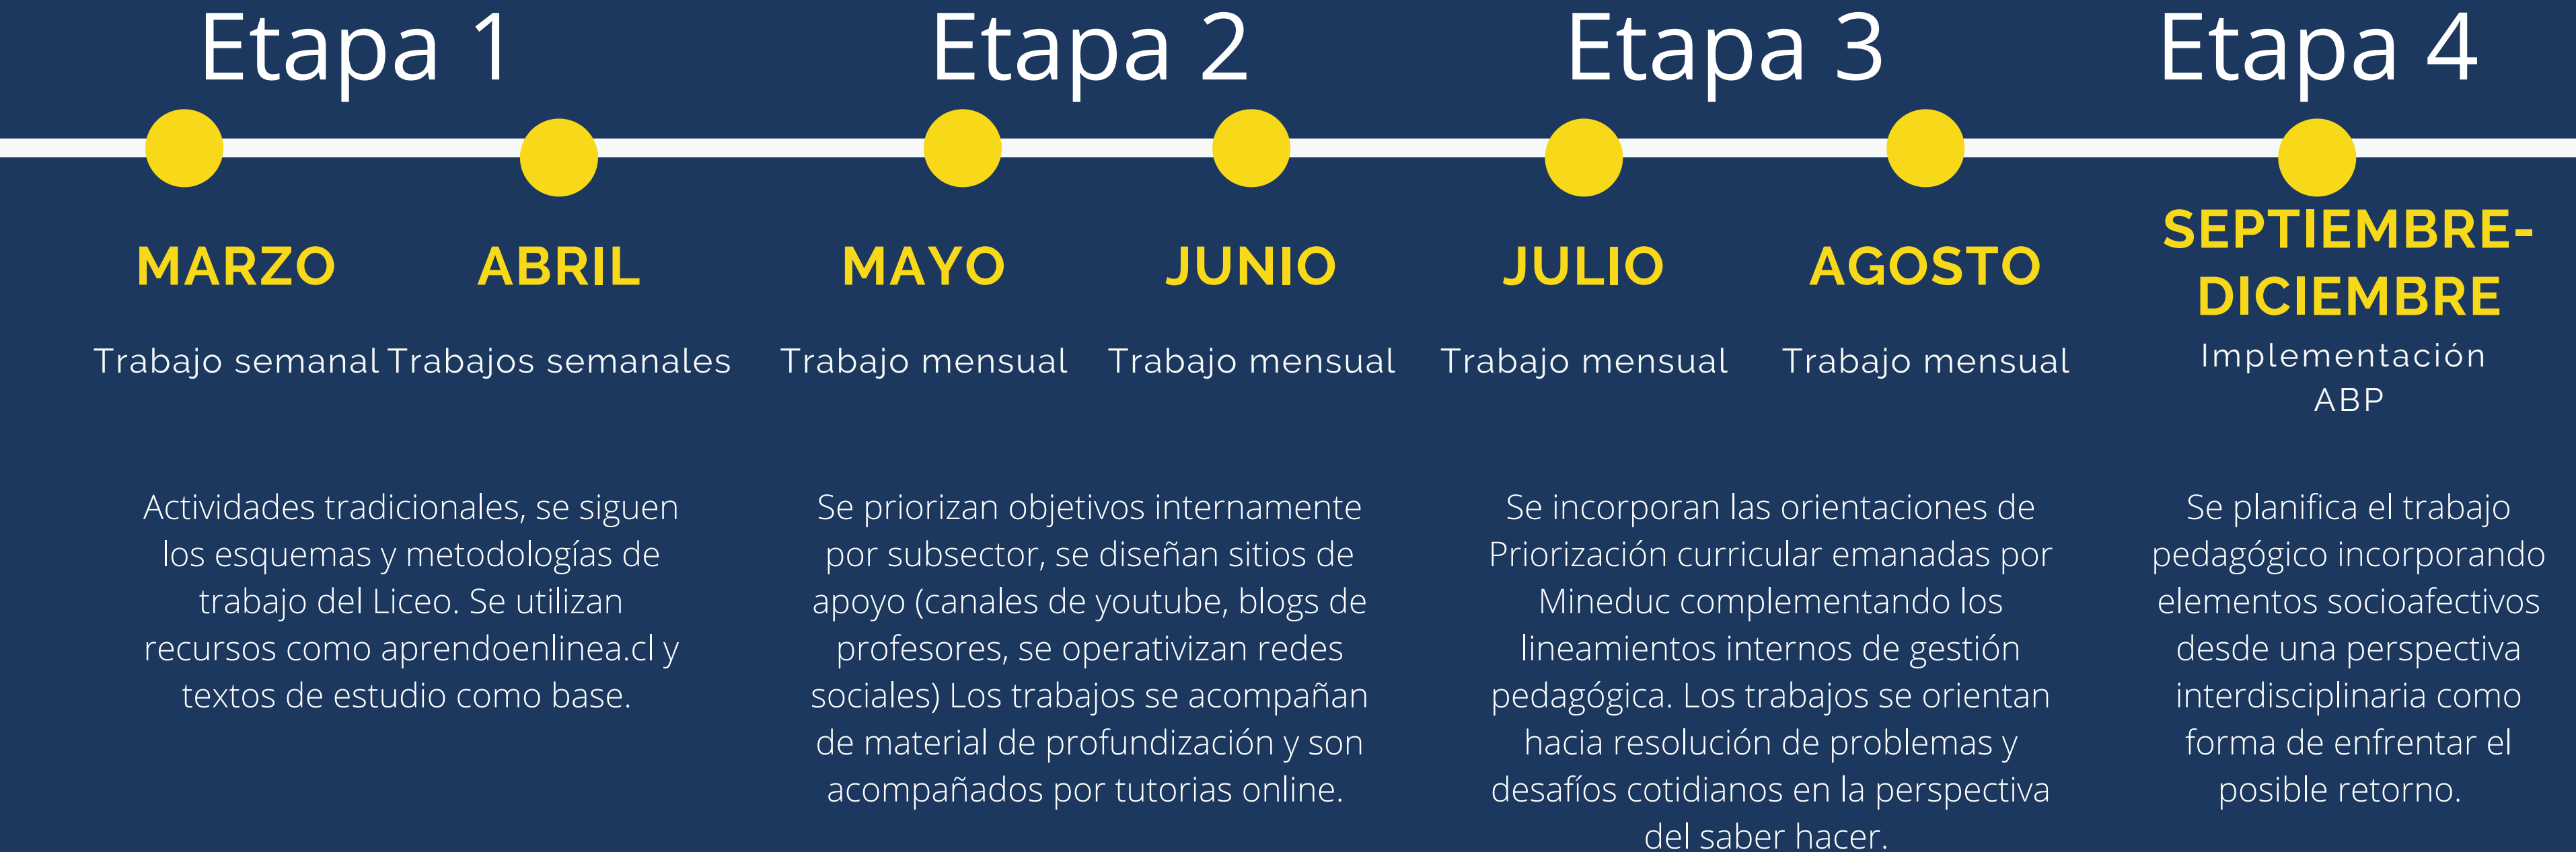 Etapa 1
Etapa 2
Etapa 3
Etapa 4
MARZO
ABRIL
MAYO
JUNIO
JULIO
AGOSTO
SEPTIEMBRE-
DICIEMBRE
Trabajo semanal
Trabajos semanales
Trabajo mensual
Trabajo mensual
Trabajo mensual
Trabajo mensual
Implementación
ABP
Actividades tradicionales, se siguen
los esquemas y metodologías de
trabajo del Liceo. Se utilizan
recursos como aprendoenlinea.cl y
textos de estudio como base.
Se priorizan objetivos internamente
por subsector, se diseñan sitios de
apoyo (canales de youtube, blogs de
profesores, se operativizan redes
sociales) Los trabajos se acompañan
de material de profundización y son
acompañados por tutorias online.
Se incorporan las orientaciones de
Priorización curricular emanadas por
Mineduc complementando los
lineamientos internos de gestión
pedagógica. Los trabajos se orientan
hacia resolución de problemas y
desafíos cotidianos en la perspectiva
del saber hacer.
Se planifica el trabajo
pedagógico incorporando
elementos socioafectivos
desde una perspectiva
interdisciplinaria como
forma de enfrentar el
posible retorno.